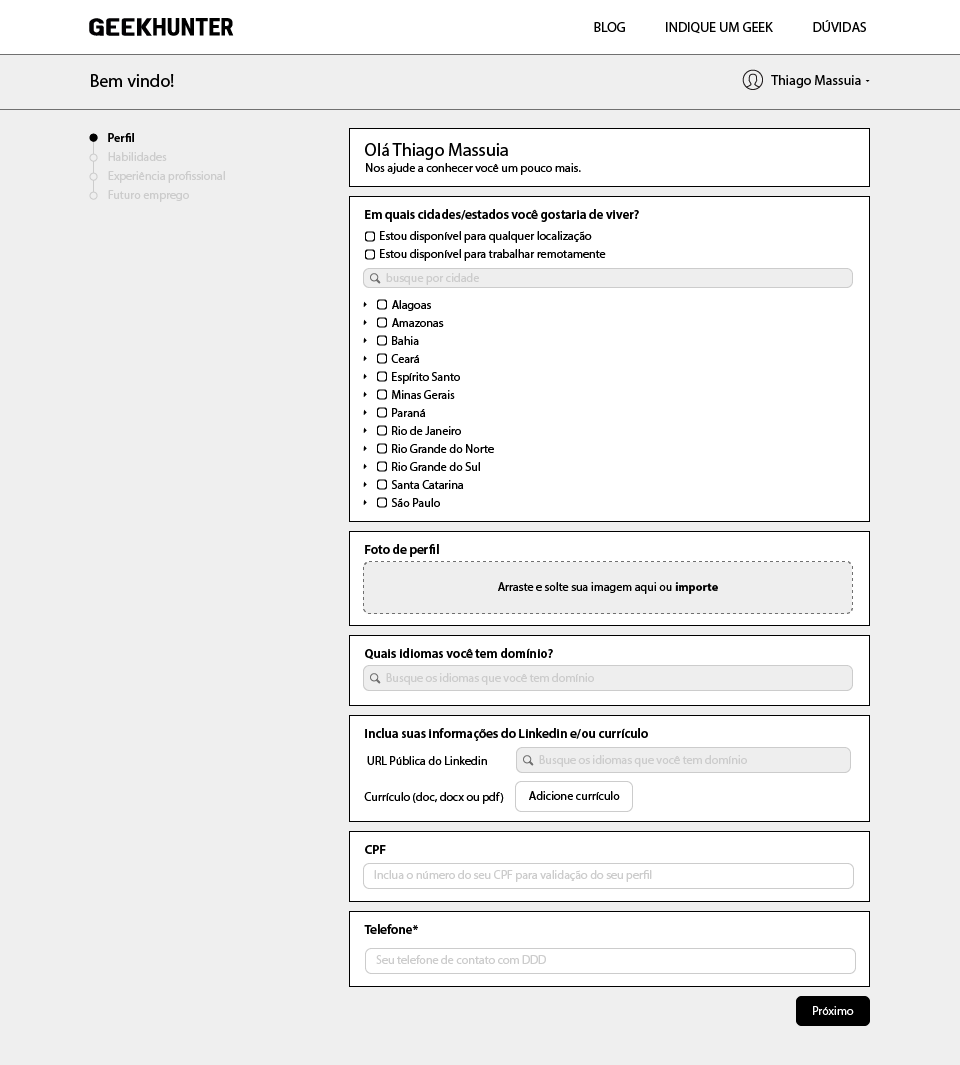 GEEKHUNTER
BLOG
INDIQUE UM GEEK
DÚVIDAS
Bem vindo!
Thiago Massuia
Perfil
Habilidades
Experiência profissional
Futuro emprego
Olá Thiago Massuia
Nos ajude a conhecer você um pouco mais.
Em quais cidades/estados você gostaria de viver?
Estou disponível para qualquer localização
Estou disponível para trabalhar remotamente
busque por cidade
Alagoas
Amazonas
Bahia
Ceará
Espírito Santo
Minas Gerais
Paraná
Rio de Janeiro
Rio Grande do Norte
Rio Grande do Sul
Santa Catarina
São Paulo
Foto de perfil
Arraste e solte sua imagem aqui ou importe
Quais idiomas você tem domínio?
Busque os idiomas que você tem domínio
Inclua suas informações do Linkedin e/ou currículo
URL Pública do Linkedin
Busque os idiomas que você tem domínio
Currículo (doc, docx ou pdf)
Adicione currículo
CPF
Inclua o número do seu CPF para validação do seu perfil
Telefone*
Seu telefone de contato com DDD
Próximo